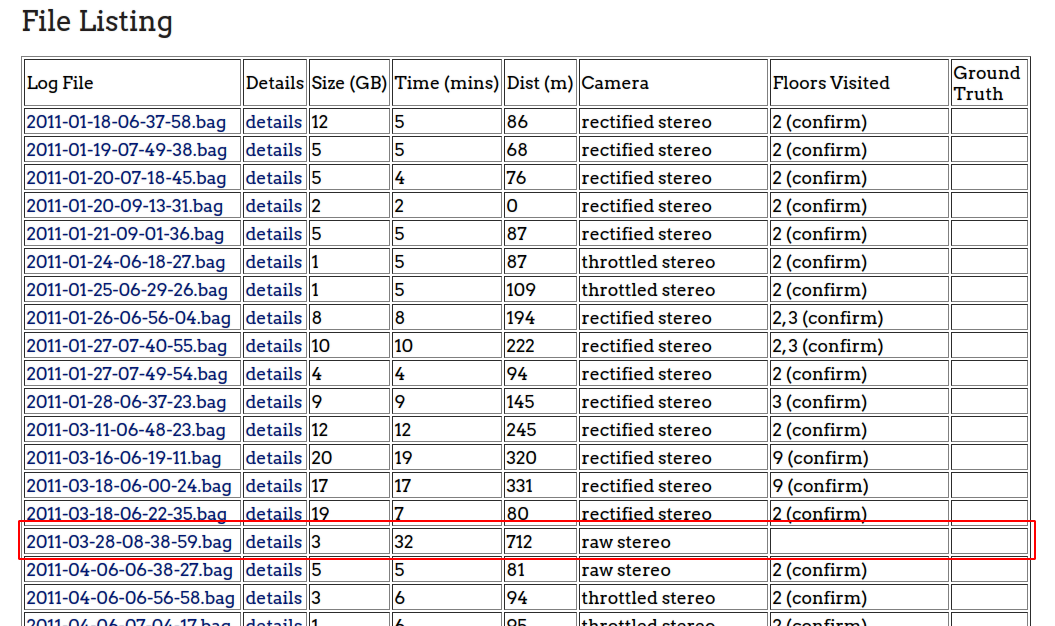 File Listing
Log File Details Size (GB) Time (mins) Dist (m) Camera Floors Visited Ground Truth
2011-01-18-06-37-58.bag details 12 5 86 rectified stereo 2 (confirm)
2011-01-19-07-49-38.bag details 5 5 68 rectified stereo 2 (confirm)
2011-01-20-07-18-45.bag details 5 4 76 rectified stereo 2 (confirm)
2011-01-20-09-13-31.bag details 2 2 0 rectified stereo 2 (confirm)
2011-01-21-09-01-36.bag details 5 5 87 rectified stereo 2 (confirm)
2011-01-24-06-18-27.bag details 1 5 87 throttled stereo 2 (confirm)
2011-01-25-06-29-26.bag details 1 5 109 throttled stereo 2 (confirm)
2011-01-26-06-56-04.bag details 8 8 194 rectified stereo 2,3 (confirm)
2011-01-27-07-40-55.bag details 10 10 222 rectified stereo 2,3 (confirm)
2011-01-27-07-49-54.bag details 4 4 94 rectified stereo 2 (confirm)
2011-01-28-06-37-23.bag details 9 9 145 rectified stereo 3 (confirm)
2011-03-11-06-48-23.bag details 12 12 245 rectified stereo 2 (confirm)
2011-03-16-06-19-11.bag details 20 19 320 rectified stereo 9 (confirm)
2011-03-18-06-00-24.bag details 17 17 331 rectified stereo 9 (confirm)
2011-03-18-06-22-35.bag details 19 7 80 rectified stereo 2 (confirm)
2011-03-28-08-38-59.bag details 3 32 712 raw stereo
2011-04-06-06-38-27.bag details 5 5 81 raw stereo 2 (confirm)
2011-04-06-06-56-58.bag details 3 6 94 throttled stereo 2 (confirm)
2011-04-06-07-04-17.bag details 1 6 95 throttled stereo 2 (confirm)